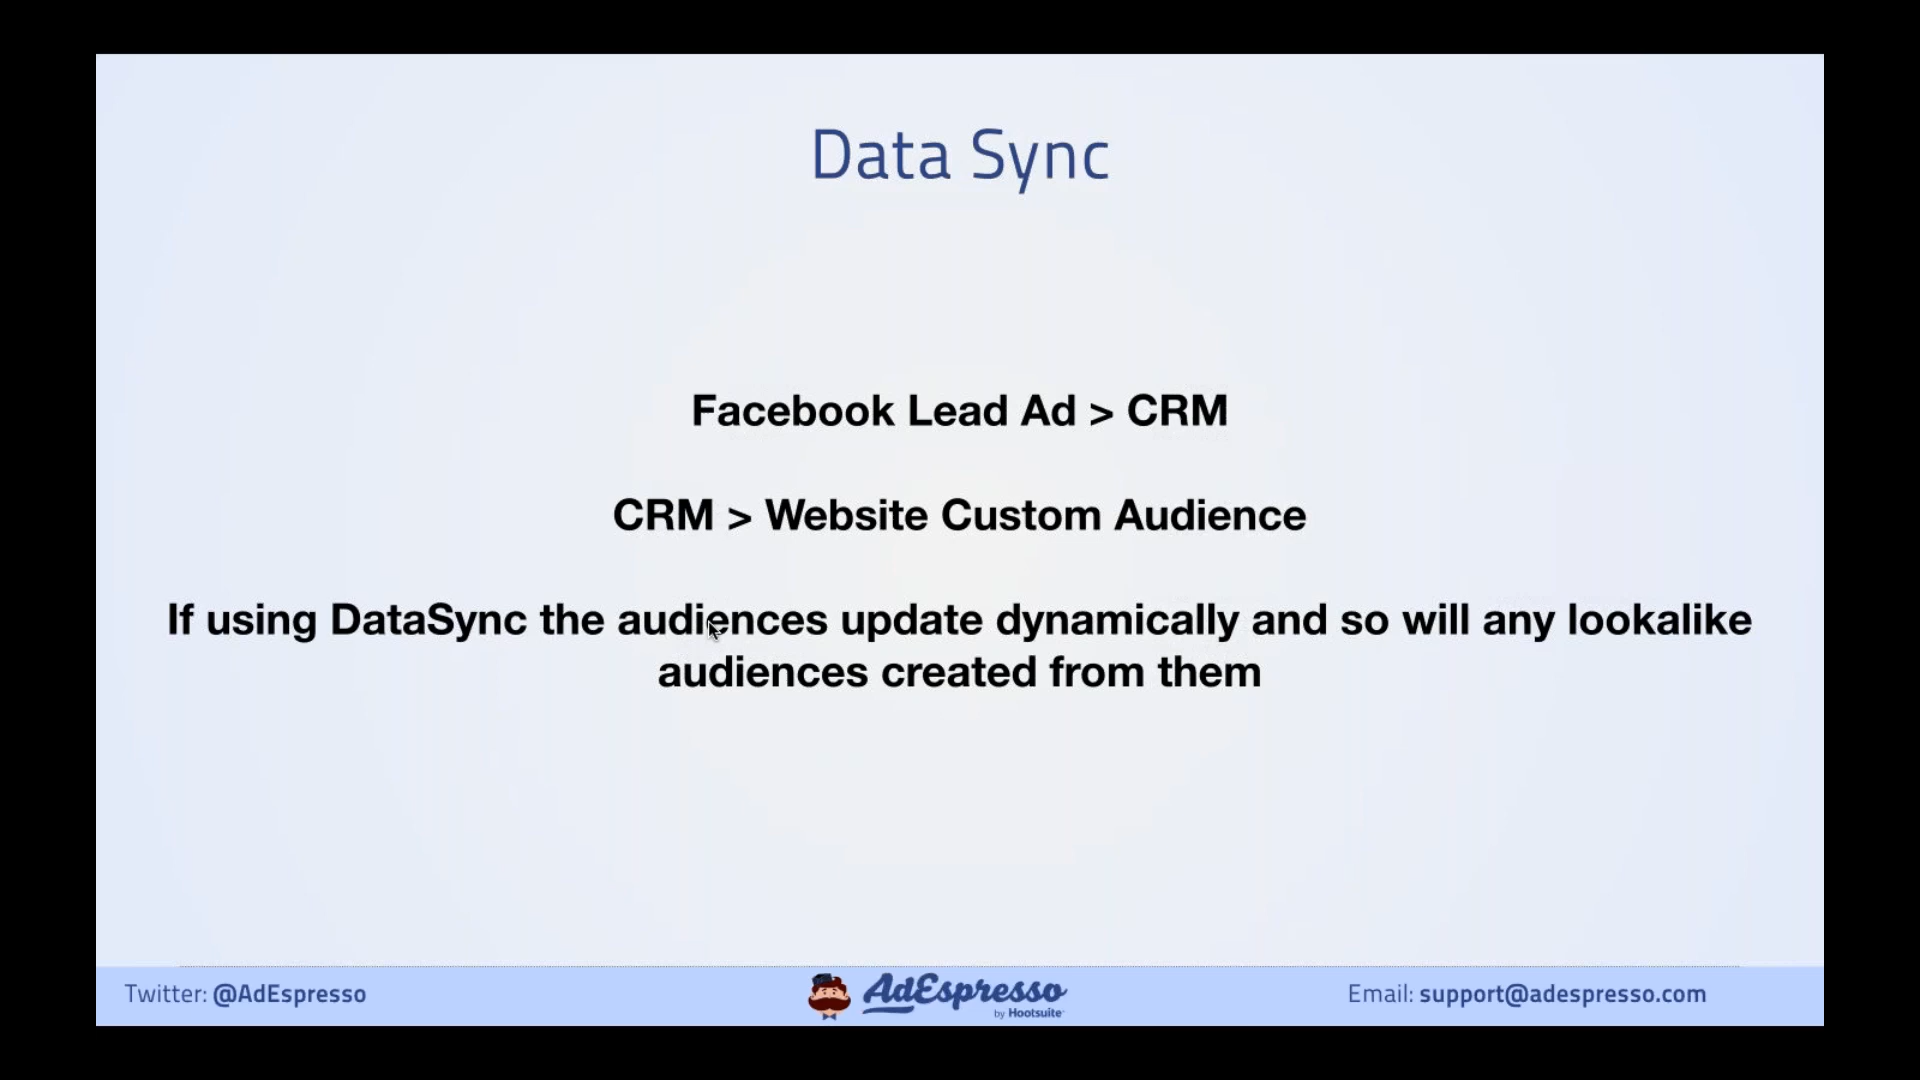 Data Sync
Facebook Lead Ad > CRM
CRM > Website Custom Audience
If using DataSync the audiences update dynamically and so will any lookalike
audiences created from them
Twitter: @AdEspresso
AdEspresso
by Hootsuite
Email: support@adespresso.com